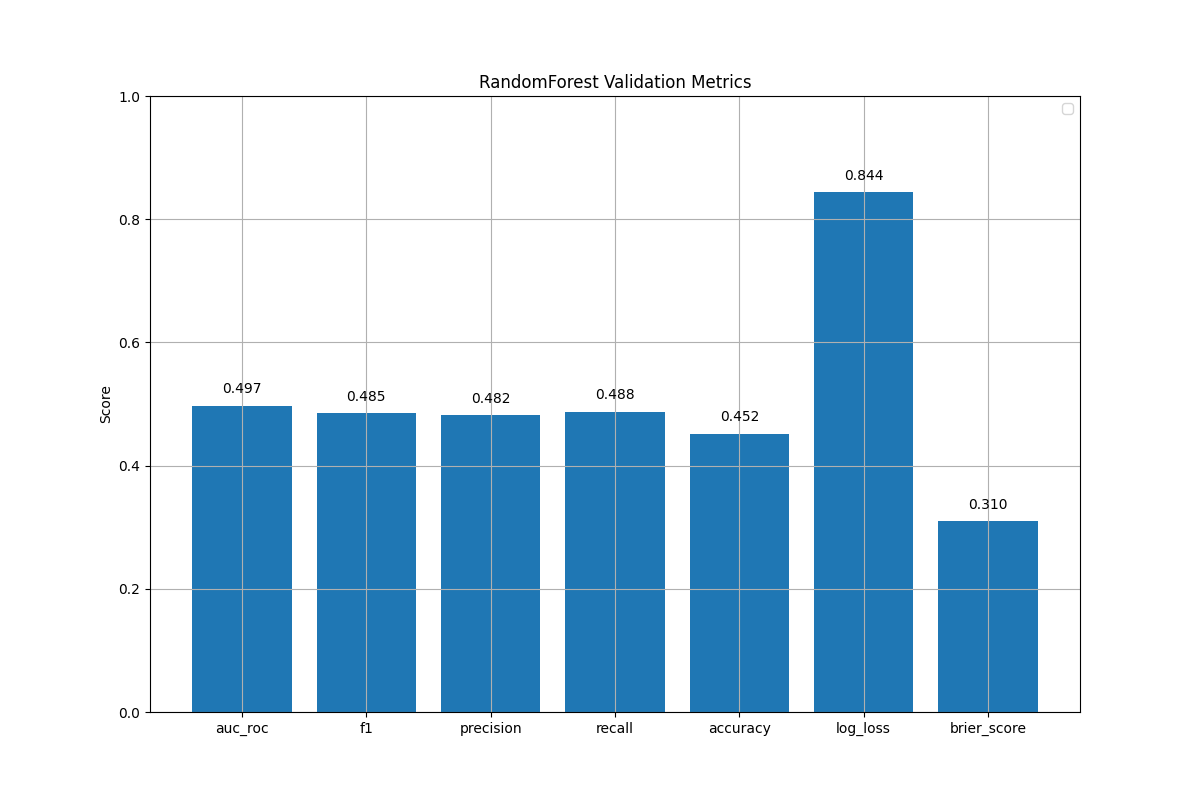 RandomForest Validation Metrics
1.0
0.8
0.6
0.4
0.2
0.0
Score
0.497
0.485
0.482
0.488
0.452
0.844
0.310
auc_roc
f1
precision
recall
accuracy
log_loss
brier_score